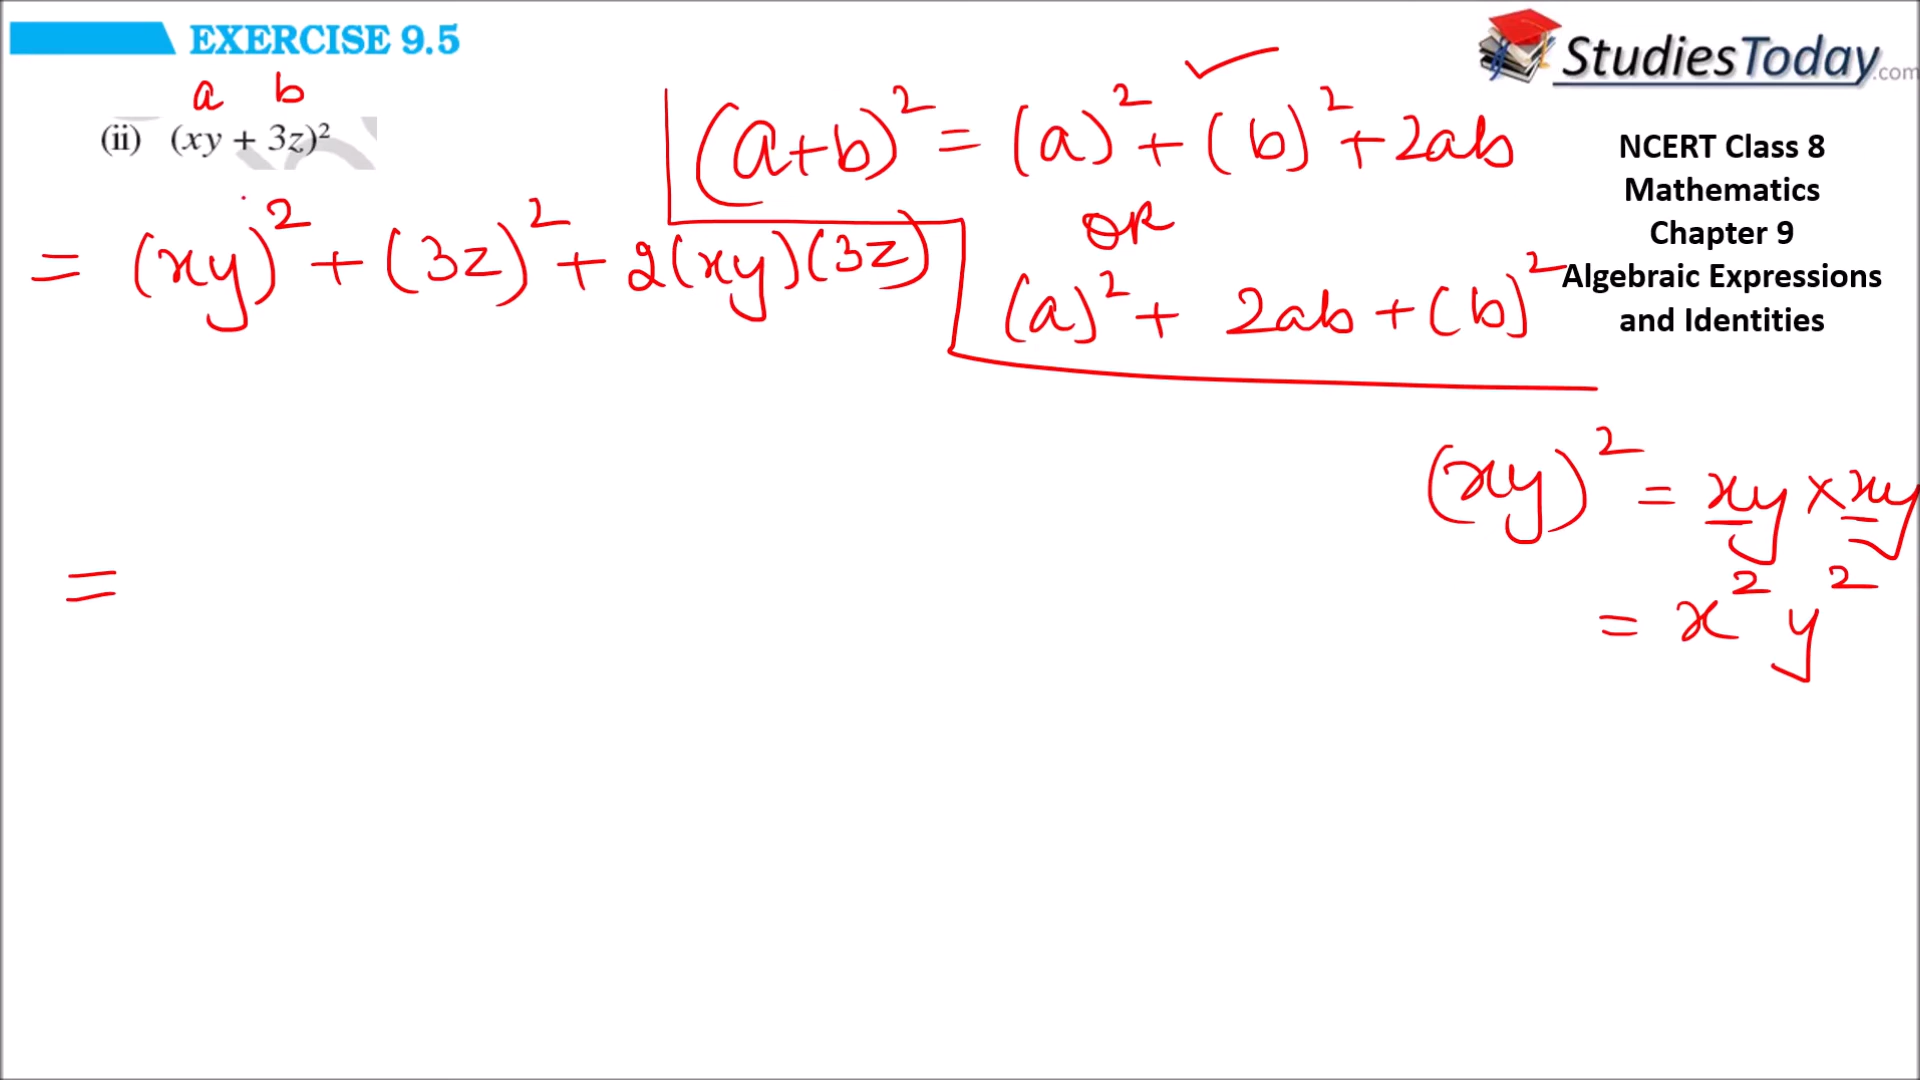 EXERCISE 9.5
StudiesToday.com
a b
(ii) (xy + 3z)²
(a+b)² = (a)² + (b)² + 2ab
OR
(a)² + 2ab + (b)²
= (xy)² + (3z)² + 2(xy)(3z)
NCERT Class 8
Mathematics
Chapter 9
Algebraic Expressions
and Identities
(xy)² = xy × xy
= x² y²
=